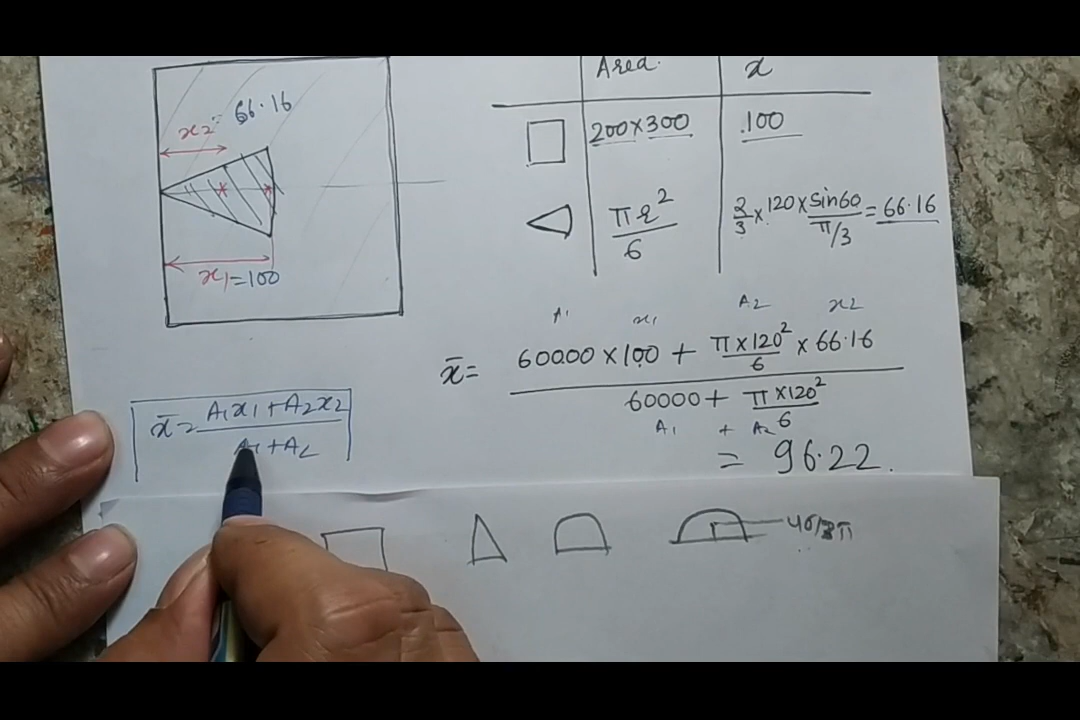 Area. x
x2 = 66.16
200×300 .100
πr²/6 2/3 × 120 × sin60/π/3 = 66.16
x1=100
A1 x1 A2 x2
x̄ = 60000 × 100 + π×120²/6 × 66.16
60000 + π×120²/6
A1 + A2
= 96.22.
x̄ = A1x1 + A2x2
A1 + A2